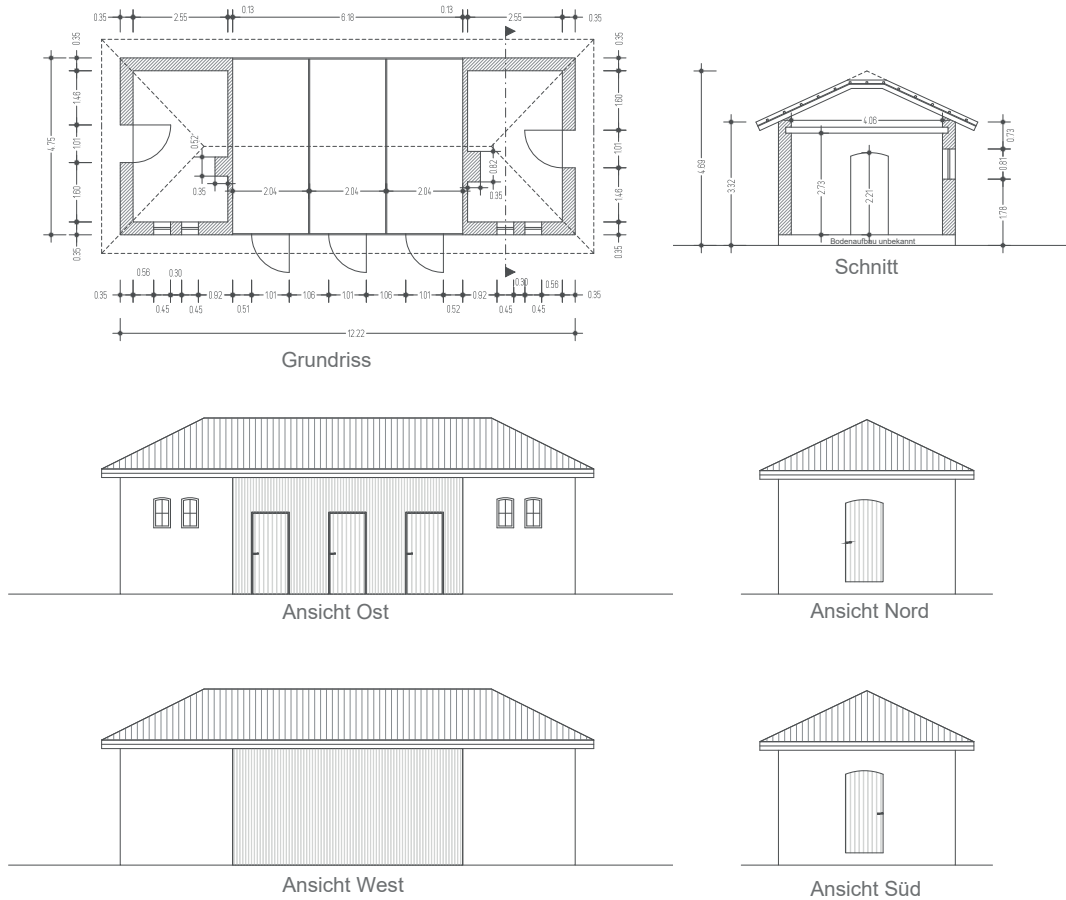 0.35 2.55 0.13 6.18 0.13 2.55 0.35
0.35
1.46
1.01
1.60
0.35
4.75
0.52
0.35
2.04 2.04 2.04
0.82
0.35
0.35
1.60
1.01
1.46
0.35
0.56 0.30 0.30 0.56
0.35 0.92 1.01 1.06 1.01 1.06 1.01 0.92 0.35
0.45 0.45 0.51 0.52 0.45 0.45
12.22
Grundriss
4.69
3.32
4.06
2.73
2.21
0.73
0.81
1.78
Bodenaufbau unbekannt
Schnitt
Ansicht Ost
Ansicht Nord
Ansicht West
Ansicht Süd